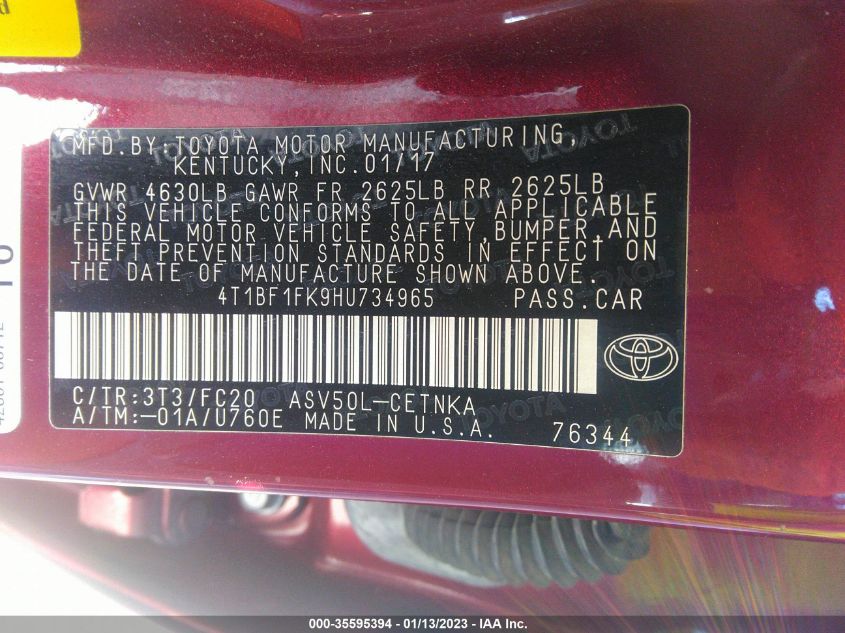 d
MFD.BY:TOYOTA MOTOR MANUFACTURING,
KENTUCKY,INC.01/17
GVWR 4630LB GAWR FR 2625LB RR 2625LB
THIS VEHICLE CONFORMS TO ALL APPLICABLE
FEDERAL MOTOR VEHICLE SAFETY,BUMPER,AND
THEFT PREVENTION STANDARDS IN EFFECT ON
THE DATE OF MANUFACTURE SHOWN ABOVE.
4T1BF1FK9HU734965 PASS.CAR
C/TR:3T3/FC20 ASV50L-CETNKA
A/TM:-01A/U760E MADE IN U.S.A. 76344
000-35595394 - 01/13/2023 - IAA Inc.